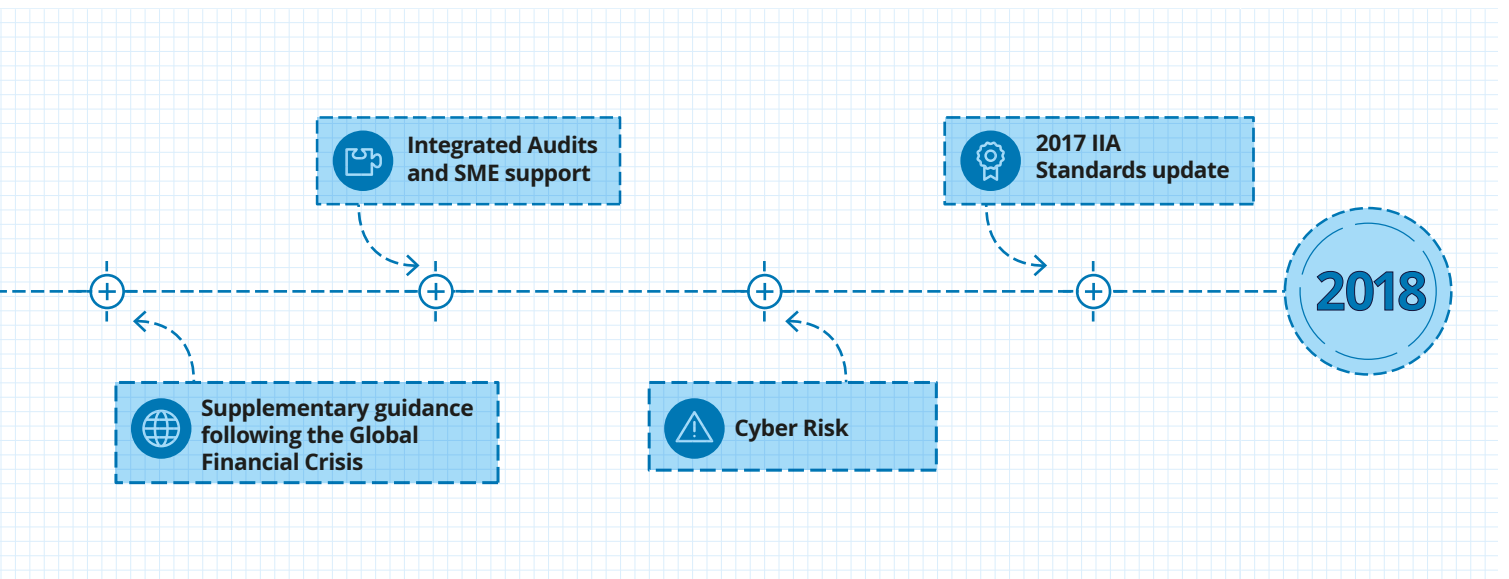 Integrated Audits
and SME support
2017 IIA
Standards update
2018
Supplementary guidance
following the Global
Financial Crisis
Cyber Risk